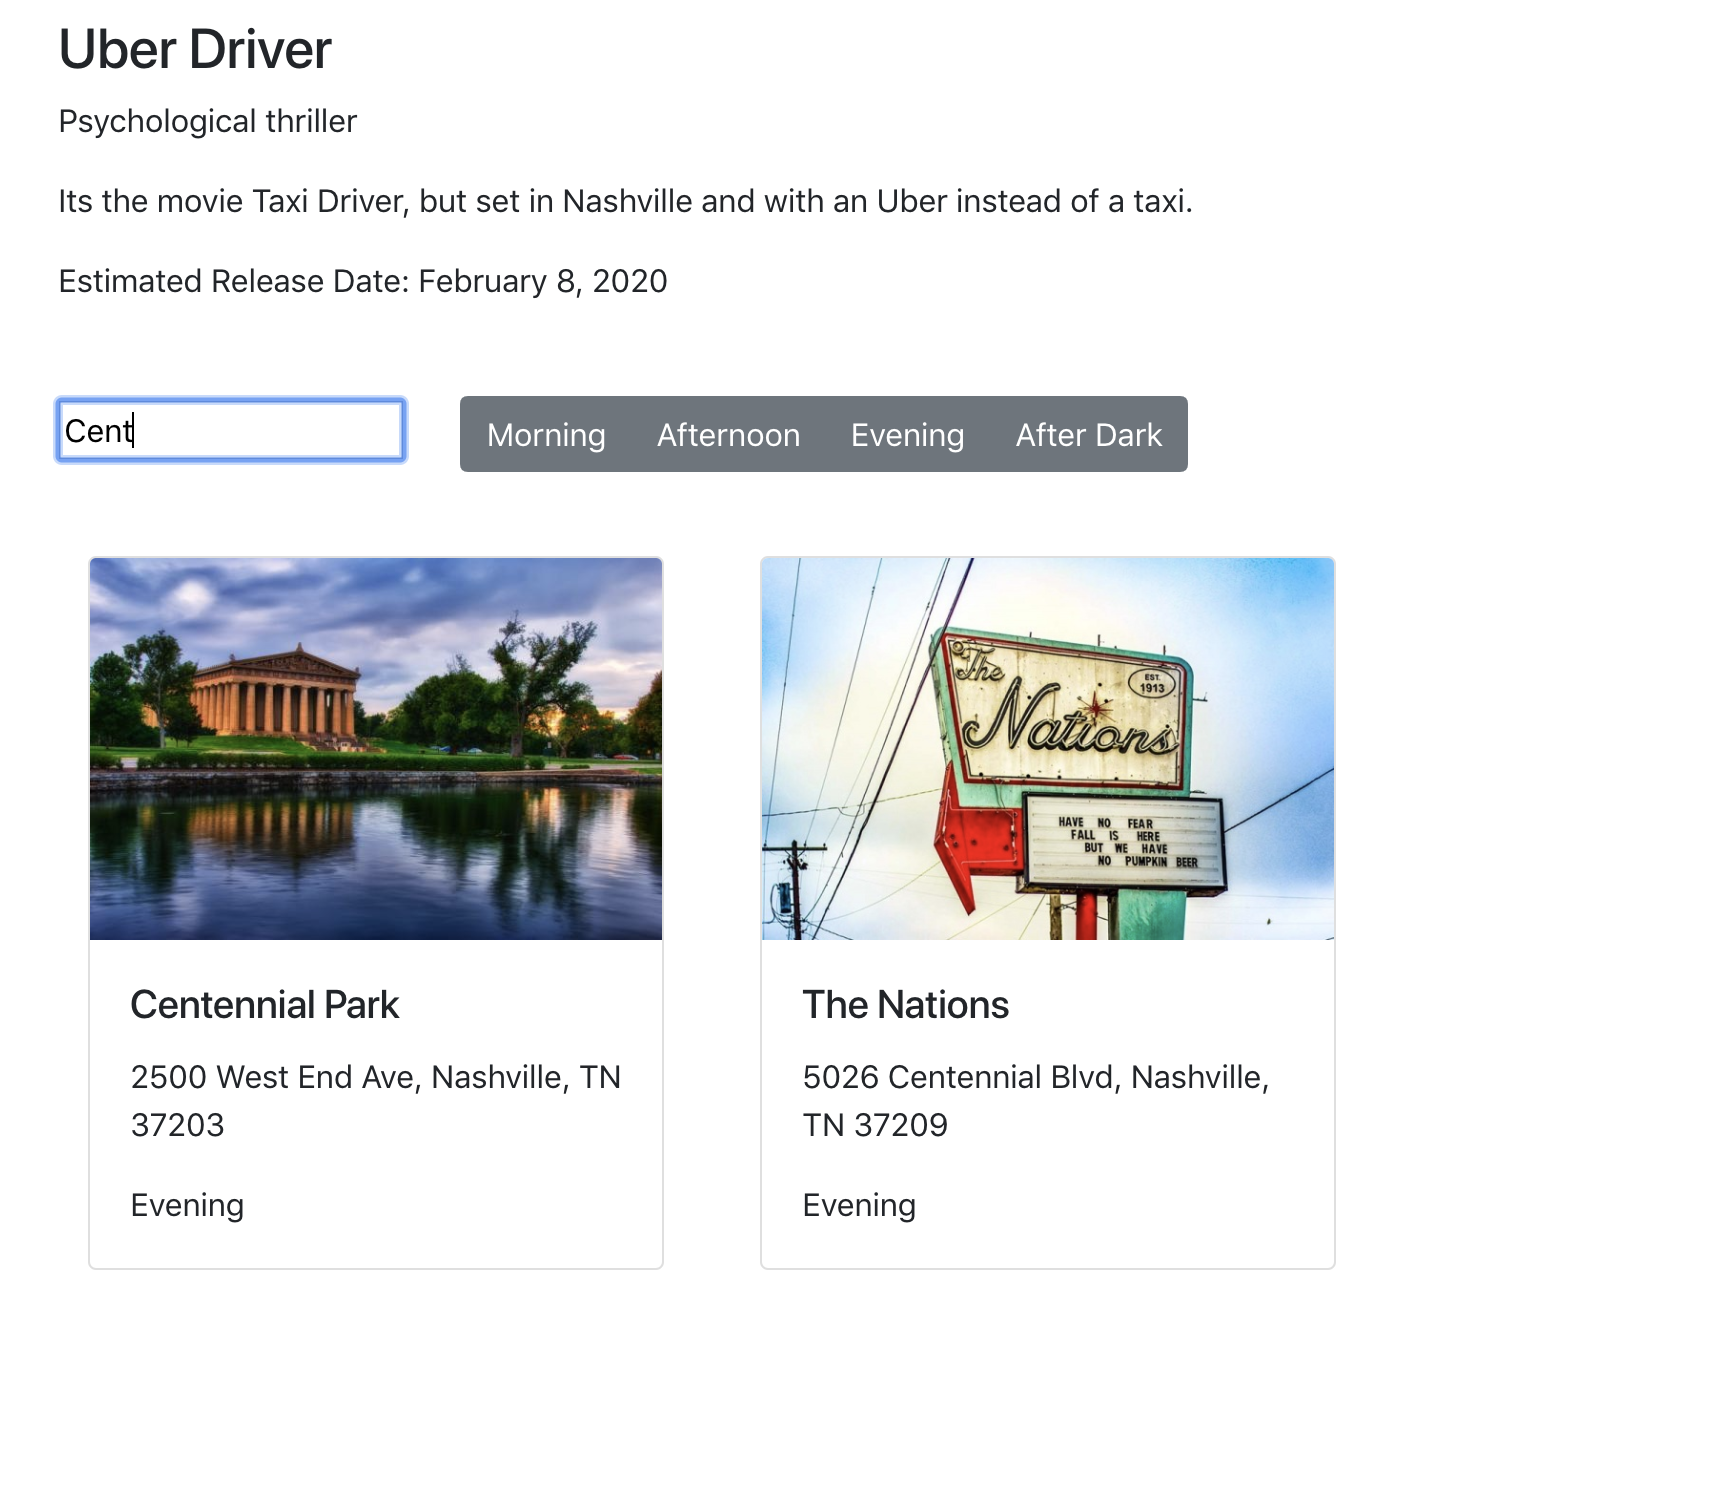 Uber Driver
Psychological thriller
Its the movie Taxi Driver, but set in Nashville and with an Uber instead of a taxi.
Estimated Release Date: February 8, 2020
Cent
Morning Afternoon Evening After Dark
The
EST.
1913
Nations
HAVE NO FEAR
FALL IS HERE
BUT WE HAVE
NO PUMPKIN BEER
Centennial Park
2500 West End Ave, Nashville, TN
37203
Evening
The Nations
5026 Centennial Blvd, Nashville,
TN 37209
Evening